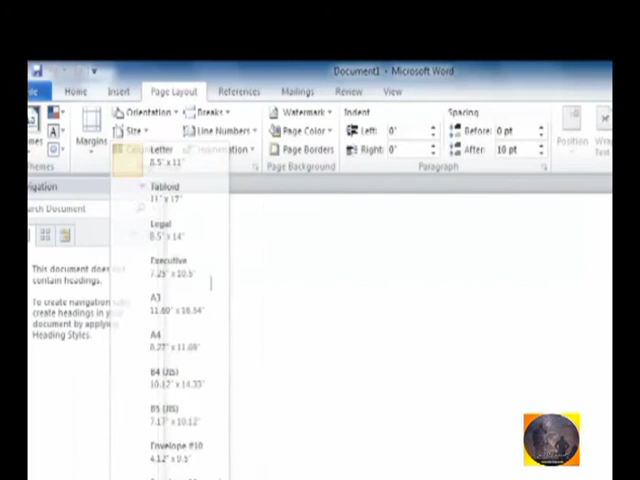 Document1 - Microsoft Word
Home Insert Page Layout References Mailings Review View
Orientation Breaks Watermark Indent Spacing
Size Line Numbers Page Color Left: 0" Before: 0 pt
Margins Page Borders Right: 0" After: 10 pt Position
Page Background Paragraph
Letter
8.5" x 11"
Tabloid
11" x 17"
Legal
8.5" x 14"
Executive
7.25" x 10.5"
A3
11.69" x 16.54"
A4
8.27" x 11.69"
B4 (JIS)
10.12" x 14.33"
B5 (JIS)
7.17" x 10.12"
Envelope #10
4.12" x 9.5"
This document does
contain headings.
To create navigation
create headings in
document by applying
Heading Styles.